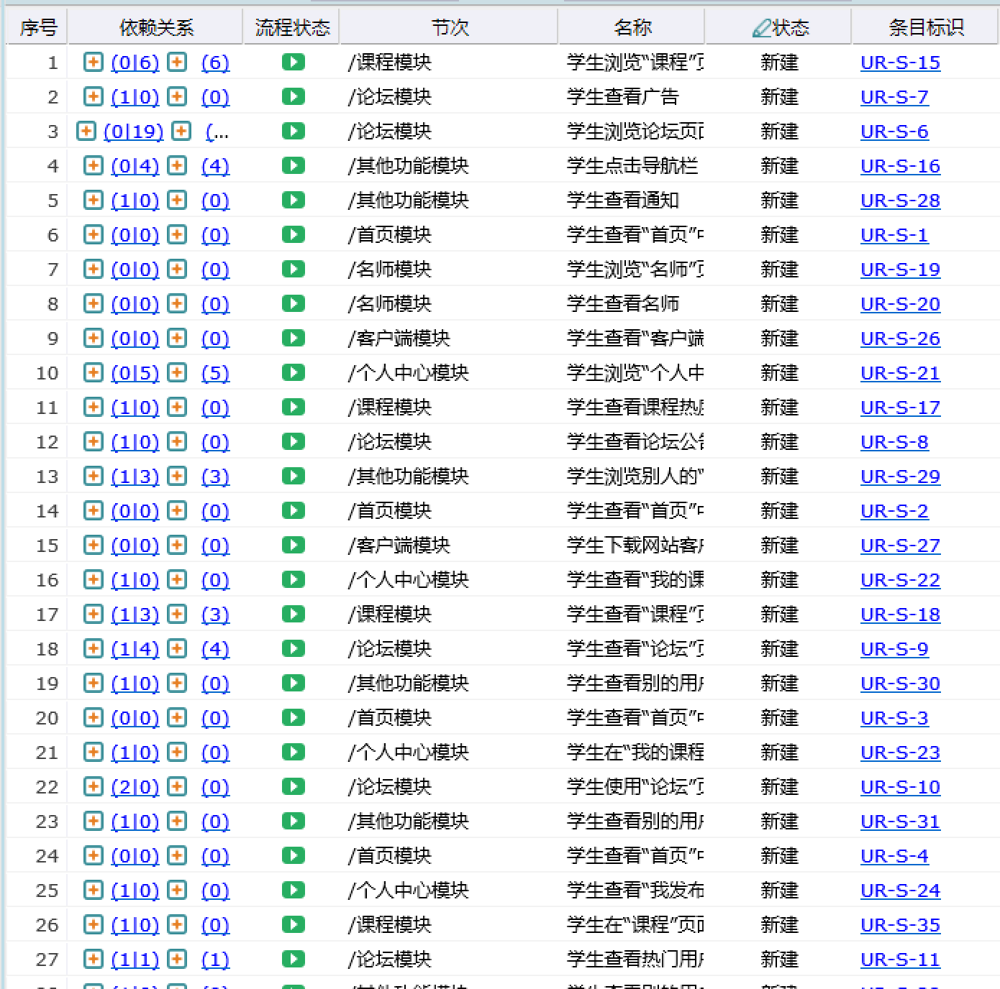 序号 依赖关系 流程状态 节次 名称 状态 条目标识
1 (0|6) (6) /课程模块 学生浏览“课程” 新建 UR-S-15
2 (1|0) (0) /论坛模块 学生查看广告 新建 UR-S-7
3 (0|19) (... /论坛模块 学生浏览论坛页面 新建 UR-S-6
4 (0|4) (4) /其他功能模块 学生点击导航栏 新建 UR-S-16
5 (1|0) (0) /其他功能模块 学生查看通知 新建 UR-S-28
6 (0|0) (0) /首页模块 学生查看“首页” 新建 UR-S-1
7 (0|0) (0) /名师模块 学生浏览“名师” 新建 UR-S-19
8 (0|0) (0) /名师模块 学生查看名师 新建 UR-S-20
9 (0|0) (0) /客户端模块 学生查看“客户端 新建 UR-S-26
10 (0|5) (5) /个人中心模块 学生浏览“个人中 新建 UR-S-21
11 (1|0) (0) /课程模块 学生查看课程热 新建 UR-S-17
12 (1|0) (0) /论坛模块 学生查看论坛公告 新建 UR-S-8
13 (1|3) (3) /其他功能模块 学生浏览别人的“ 新建 UR-S-29
14 (0|0) (0) /首页模块 学生查看“首页” 新建 UR-S-2
15 (0|0) (0) /客户端模块 学生下载网站客户 新建 UR-S-27
16 (1|0) (0) /个人中心模块 学生查看“我的课 新建 UR-S-22
17 (1|3) (3) /课程模块 学生查看“课程” 新建 UR-S-18
18 (1|4) (4) /论坛模块 学生查看“论坛” 新建 UR-S-9
19 (1|0) (0) /其他功能模块 学生查看别的用户 新建 UR-S-30
20 (0|0) (0) /首页模块 学生查看“首页” 新建 UR-S-3
21 (1|0) (0) /个人中心模块 学生在“我的课程 新建 UR-S-23
22 (2|0) (0) /论坛模块 学生使用“论坛” 新建 UR-S-10
23 (1|0) (0) /其他功能模块 学生查看别的用户 新建 UR-S-31
24 (0|0) (0) /首页模块 学生查看“首页” 新建 UR-S-4
25 (1|0) (0) /个人中心模块 学生查看“我发布 新建 UR-S-24
26 (1|0) (0) /课程模块 学生在“课程”页面 新建 UR-S-35
27 (1|1) (1) /论坛模块 学生查看热门用户 新建 UR-S-11